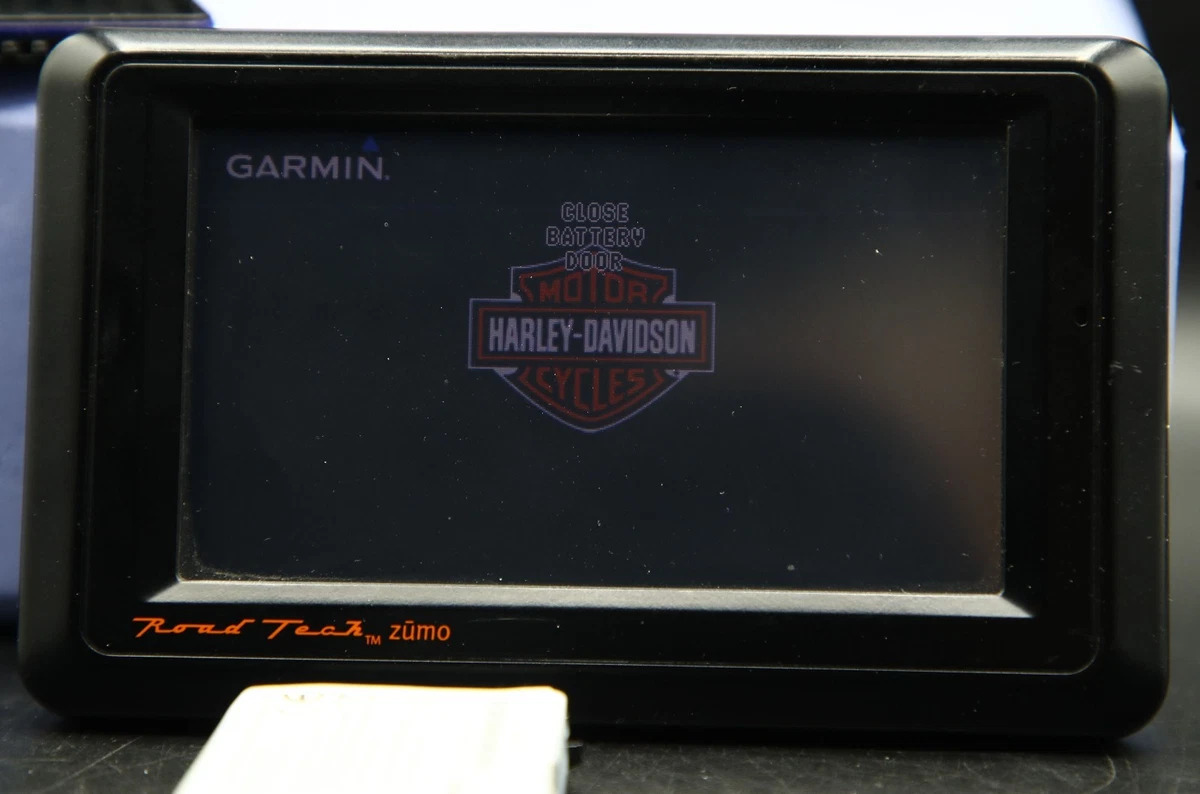 GARMIN.
CLOSE
BATTERY
DOOR
MOTOR
HARLEY-DAVIDSON
CYCLES
Road Tech™ zūmo